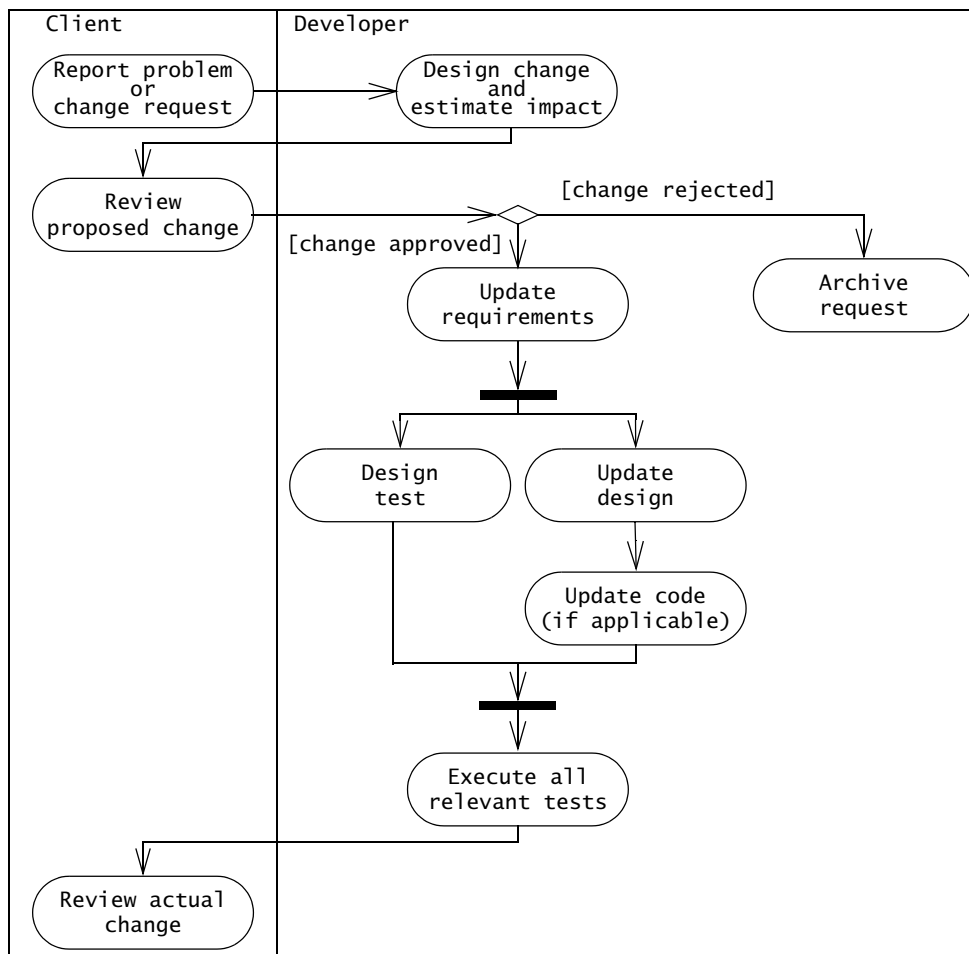 Client
Developer
Report problem
or
change request
Design change
and
estimate impact
Review
proposed change
[change rejected]
[change approved]
Update
requirements
Archive
request
Design
test
Update
design
Update code
(if applicable)
Execute all
relevant tests
Review actual
change